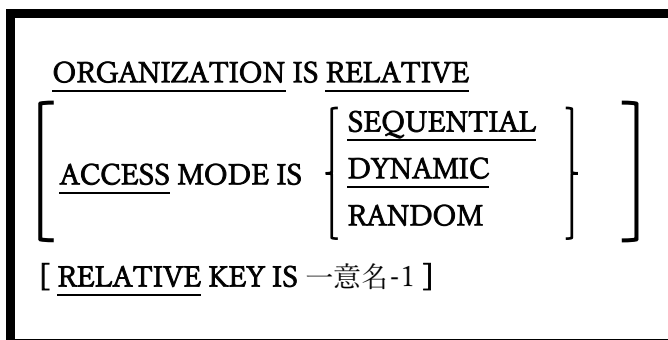 ORGANIZATION IS RELATIVE
SEQUENTIAL
ACCESS MODE IS DYNAMIC
RANDOM
[ RELATIVE KEY IS 一意名-1 ]